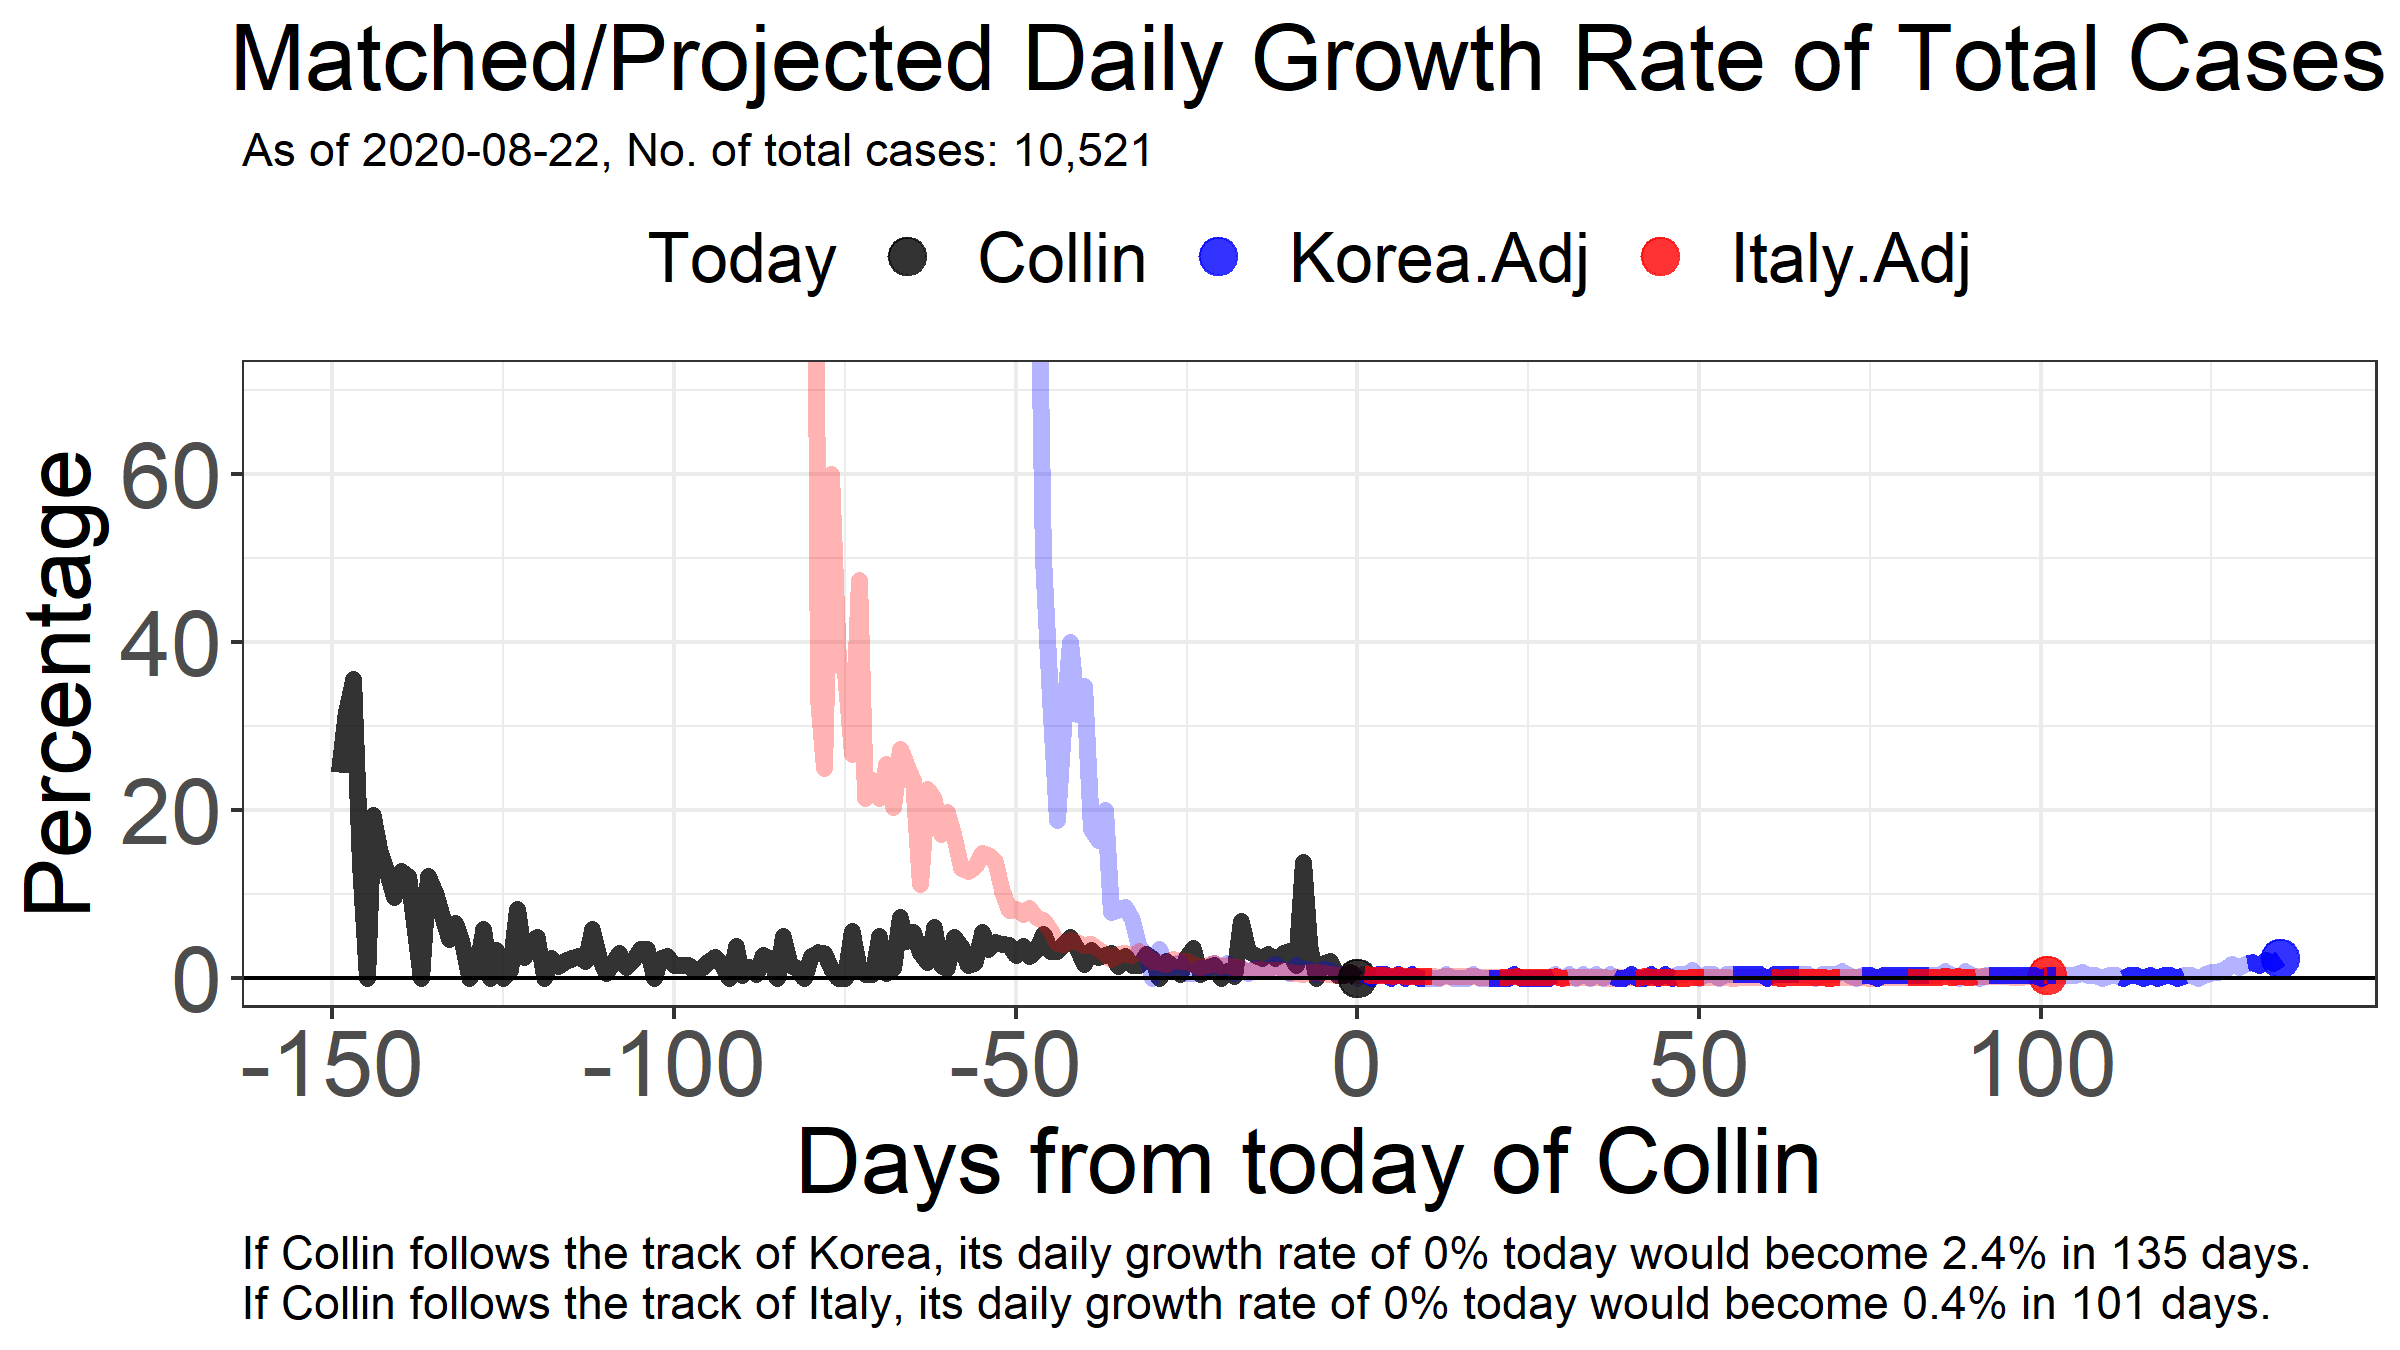 Matched/Projected Daily Growth Rate of Total Cases
As of 2020-08-22, No. of total cases: 10,521
Today Collin Korea.Adj Italy.Adj
Percentage
60
40
20
0
-150 -100 -50 0 50 100
Days from today of Collin
If Collin follows the track of Korea, its daily growth rate of 0% today would become 2.4% in 135 days.
If Collin follows the track of Italy, its daily growth rate of 0% today would become 0.4% in 101 days.